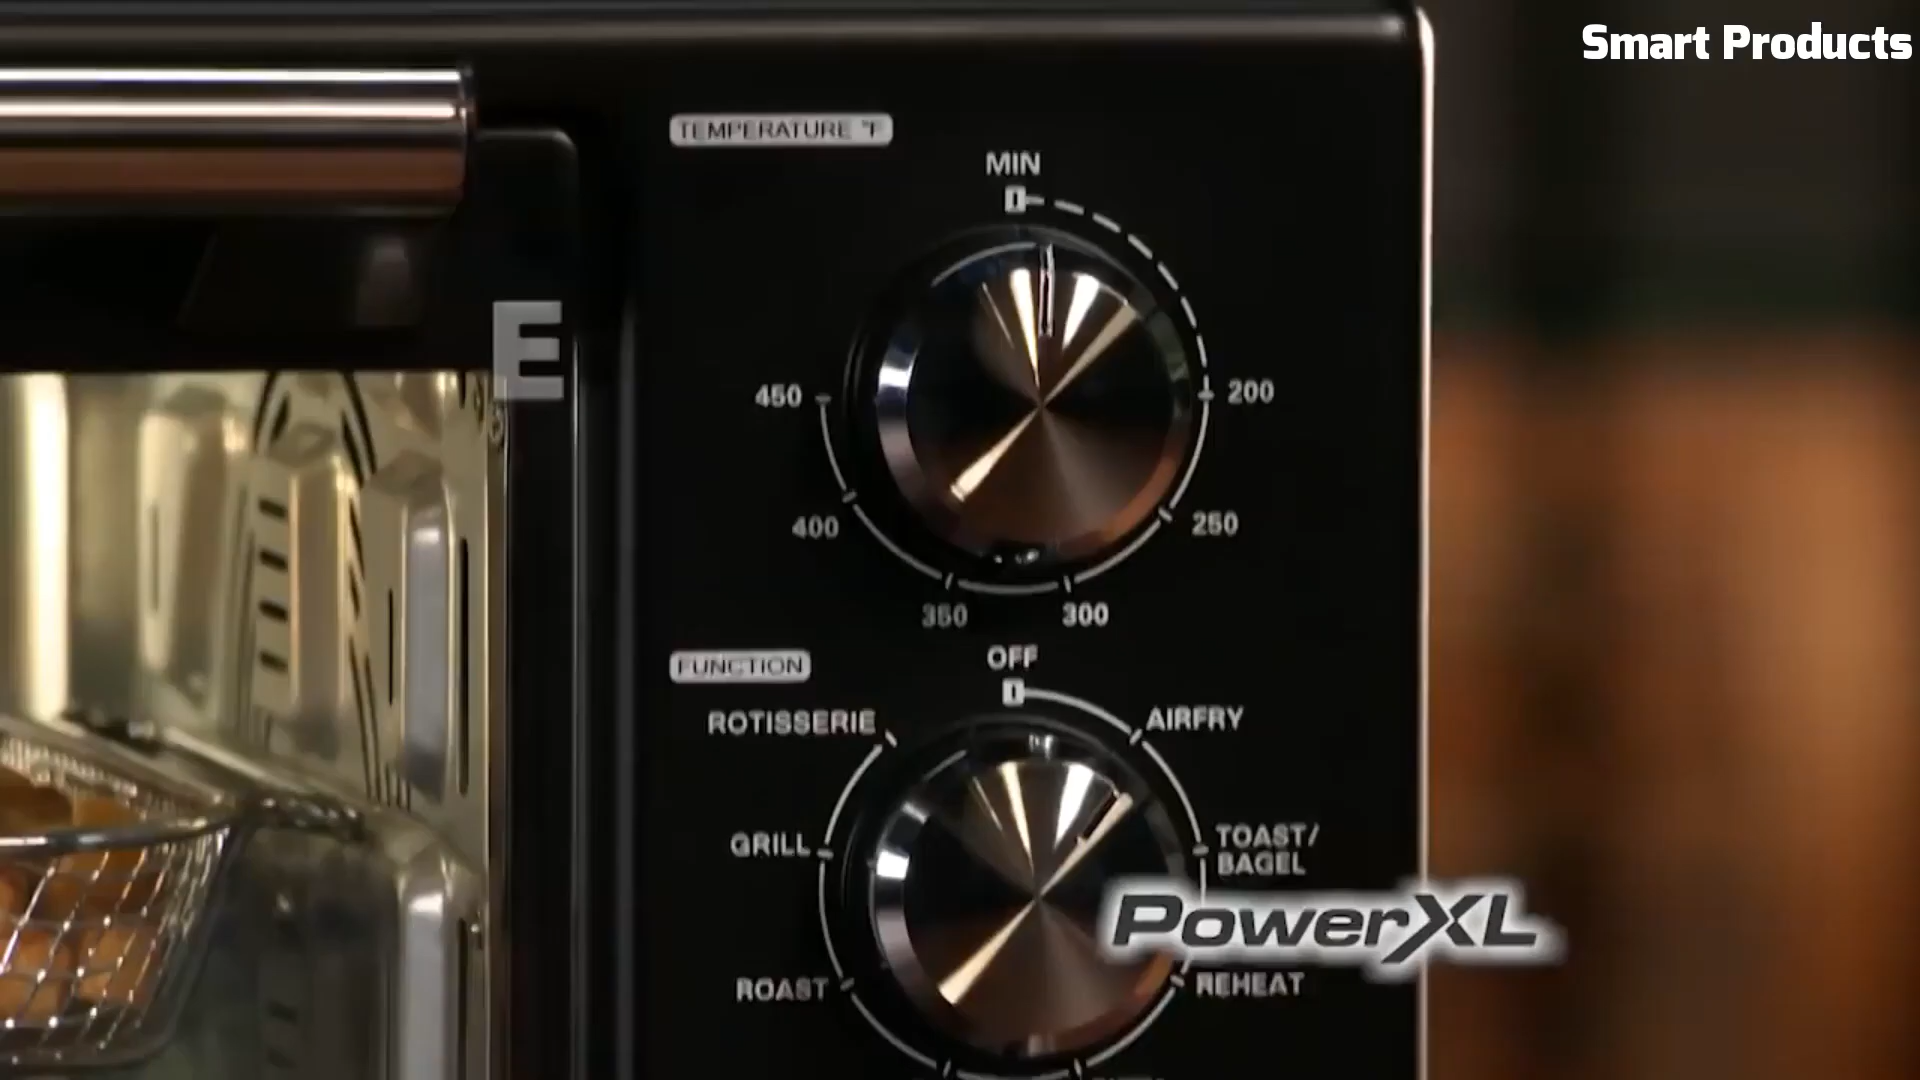 Smart Products
TEMPERATURE °F
MIN
E
450
200
400
250
350
300
FUNCTION
OFF
ROTISSERIE
AIRFRY
GRILL
TOAST/
BAGEL
PowerXL
ROAST
REHEAT